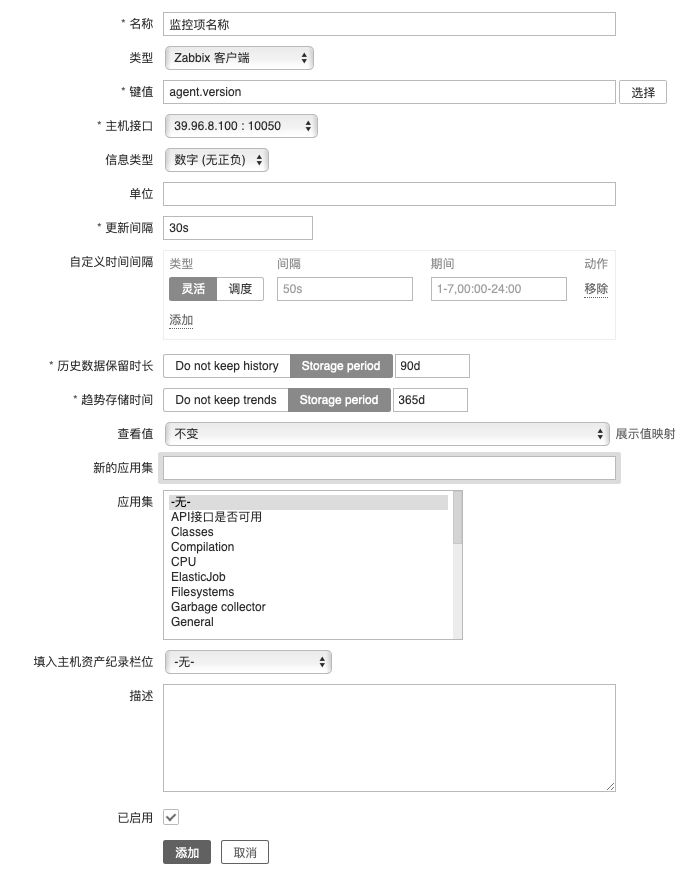 * 名称 监控项名称
类型 Zabbix 客户端
* 键值 agent.version 选择
* 主机接口 39.96.8.100 : 10050
信息类型 数字 (无正负)
单位
* 更新间隔 30s
自定义时间间隔 类型 间隔 期间 动作
灵活 调度 50s 1-7,00:00-24:00 移除
添加
* 历史数据保留时长 Do not keep history Storage period 90d
* 趋势存储时间 Do not keep trends Storage period 365d
查看值 不变 展示值映射
新的应用集
应用集 -无-
API接口是否可用
Classes
Compilation
CPU
ElasticJob
Filesystems
Garbage collector
General
填入主机资产纪录栏位 -无-
描述
已启用
添加 取消